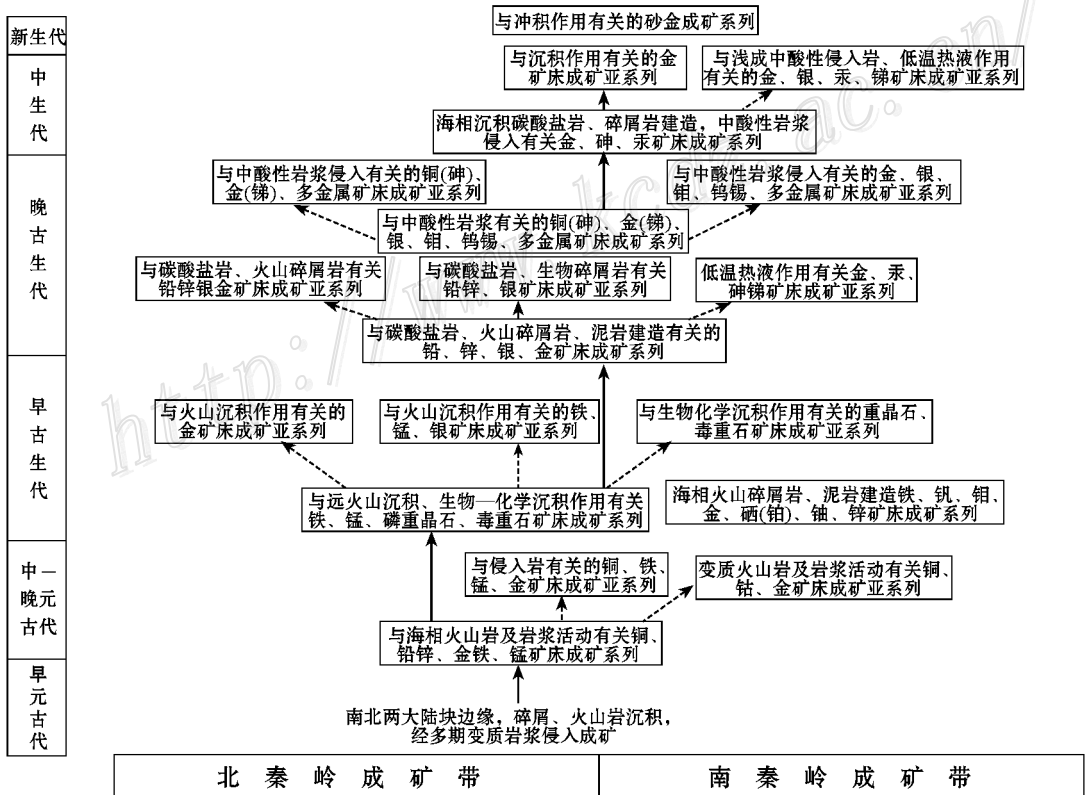 与冲积作用有关的砂金成矿系列
新生代
与沉积作用有关的金
矿床成矿亚系列
与浅成中酸性侵入岩、低温热液作用
有关的金、银、汞、锑矿床成矿亚系列
中生代
海相沉积碳酸盐岩、碎屑岩建造,中酸性岩浆
侵入有关金、砷、汞矿床成矿系列
与中酸性岩浆侵入有关的铜(砷)、
金(锑)、多金属矿床成矿亚系列
与中酸性岩浆侵入有关的金、银、
钼、钨锡、多金属矿床成矿亚系列
晚古生代
与中酸性岩浆有关的铜(砷)、金(锑)、
银、钼、钨锡、多金属矿床成矿系列
与碳酸盐岩、火山碎屑岩有关
铅锌银金矿床成矿亚系列
与碳酸盐岩、生物碎屑岩有关
铅锌、银矿床成矿亚系列
低温热液作用有关金、汞、
砷锑矿床成矿亚系列
与碳酸盐岩、火山碎屑岩、泥岩建造有关的
铅、锌、银、金矿床成矿系列
早古生代
与火山沉积作用有关的
金矿床成矿亚系列
与火山沉积作用有关的铁、
锰、银矿床成矿亚系列
与生物化学沉积作用有关的重晶石、
毒重石矿床成矿亚系列
与远火山沉积、生物—化学沉积作用有关
铁、锰、磷重晶石、毒重石矿床成矿系列
海相火山碎屑岩、泥岩建造铁、钒、钼、
金、硒(铂)、铀、锌矿床成矿系列
中—
晚元
古代
与侵入岩有关的铜、铁、
锰、金矿床成矿亚系列
变质火山岩及岩浆活动有关铜、
钴、金矿床成矿亚系列
与海相火山岩及岩浆活动有关铜、
铅锌、金铁、锰矿床成矿系列
早元古代
南北两大陆块边缘,碎屑、火山岩沉积,
经多期变质岩浆侵入成矿
北秦岭成矿带
南秦岭成矿带
http://www.kcdz.ac.cn/